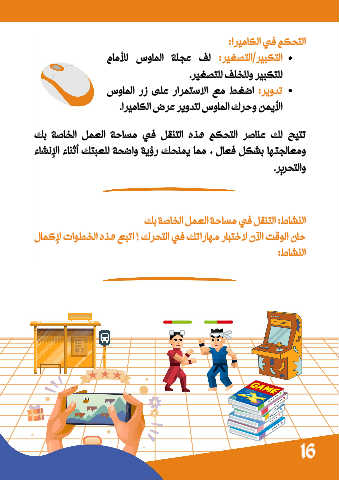 التحكم في الكاميرا:
• التكبير/التصغير: لف عجلة الماوس للأمام
للتكبير وللخلف للتصغير.
• تدوير: اضغط مع الاستمرار على زر الماوس
الأيمن وحرك الماوس لتدوير عرض الكاميرا.
تتيح لك عناصر التحكم هذه التنقل في مساحة العمل الخاصة بك
ومعالجتها بشكل فعال ، مما يمنحك رؤية واضحة للعبتك أثناء الإنشاء
والتحرير.
النشاط: التنقل في مساحة العمل الخاصة بك
حان الوقت الآن لاختبار مهاراتك في التحرك ! اتبع هذه الخطوات لإكمال
النشاط:
GAME
16